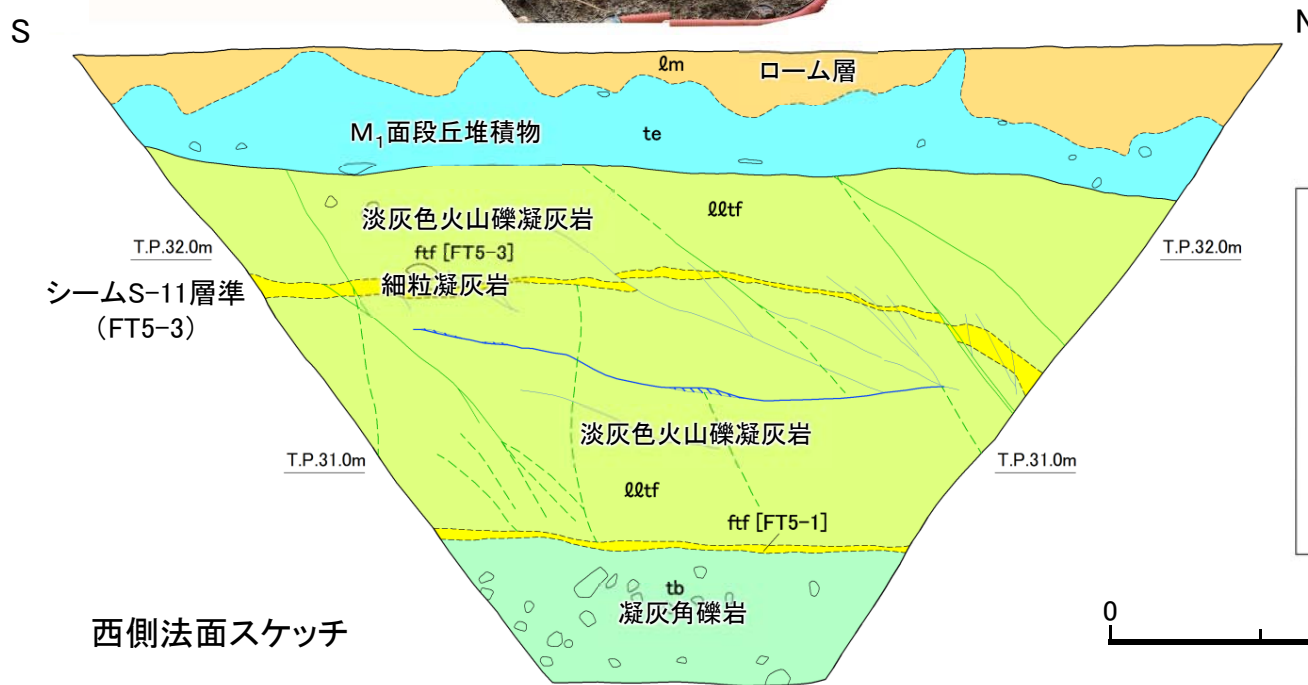 S
N
ℓm
ローム層
M₁面段丘堆積物
te
淡灰色火山礫凝灰岩
ℓℓtf
T.P.32.0m
T.P.32.0m
ftf [FT5-3]
細粒凝灰岩
シームS-11層準
(FT5-3)
淡灰色火山礫凝灰岩
T.P.31.0m
T.P.31.0m
ℓℓtf
ftf [FT5-1]
tb
凝灰角礫岩
西側法面スケッチ
0